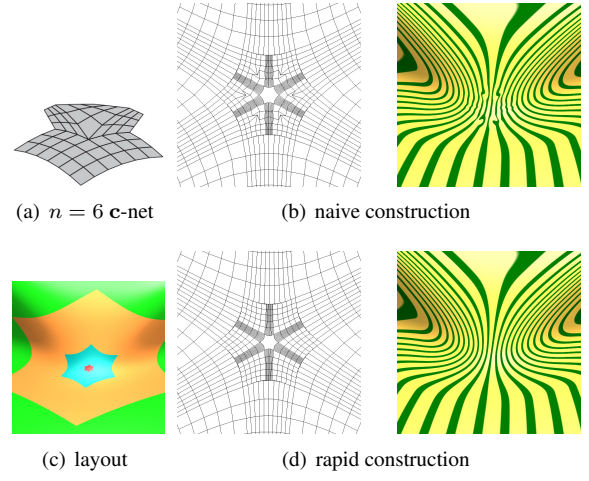 (a) n = 6 c-net
(b) naive construction
(c) layout
(d) rapid construction